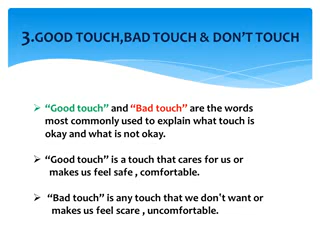 3.GOOD TOUCH,BAD TOUCH & DON’T TOUCH
➢ “Good touch” and “Bad touch” are the words
most commonly used to explain what touch is
okay and what is not okay.
➢ “Good touch” is a touch that cares for us or
makes us feel safe , comfortable.
➢ “Bad touch” is any touch that we don't want or
makes us feel scare , uncomfortable.